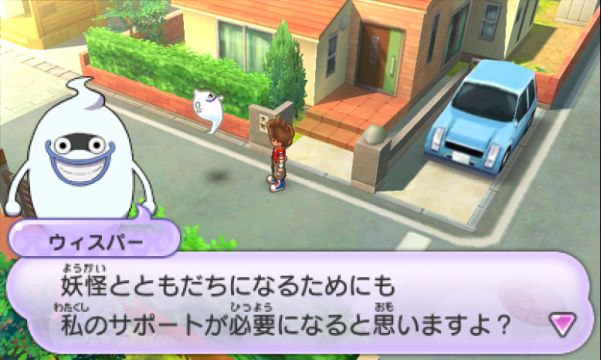 ウィスパー
妖怪とともだちになるためにも
私のサポートが必要になると思いますよ？